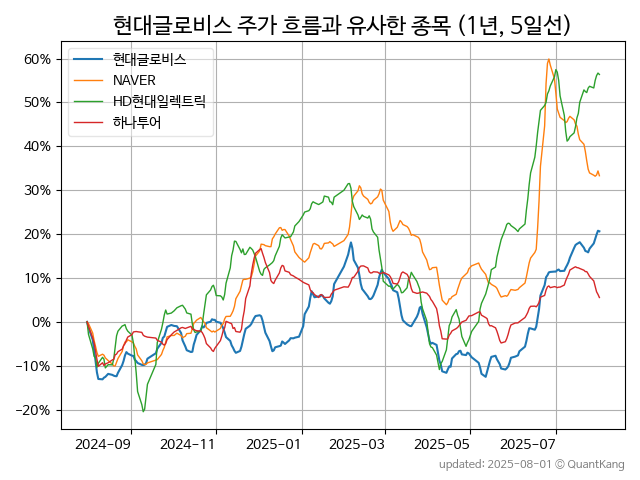 현대글로비스 주가 흐름과 유사한 종목 (1년, 5일선)
현대글로비스
NAVER
HD현대일렉트릭
하나투어
60%
50%
40%
30%
20%
10%
0%
−10%
−20%
2024-09
2024-11
2025-01
2025-03
2025-05
2025-07
updated: 2025-08-01 © QuantKang